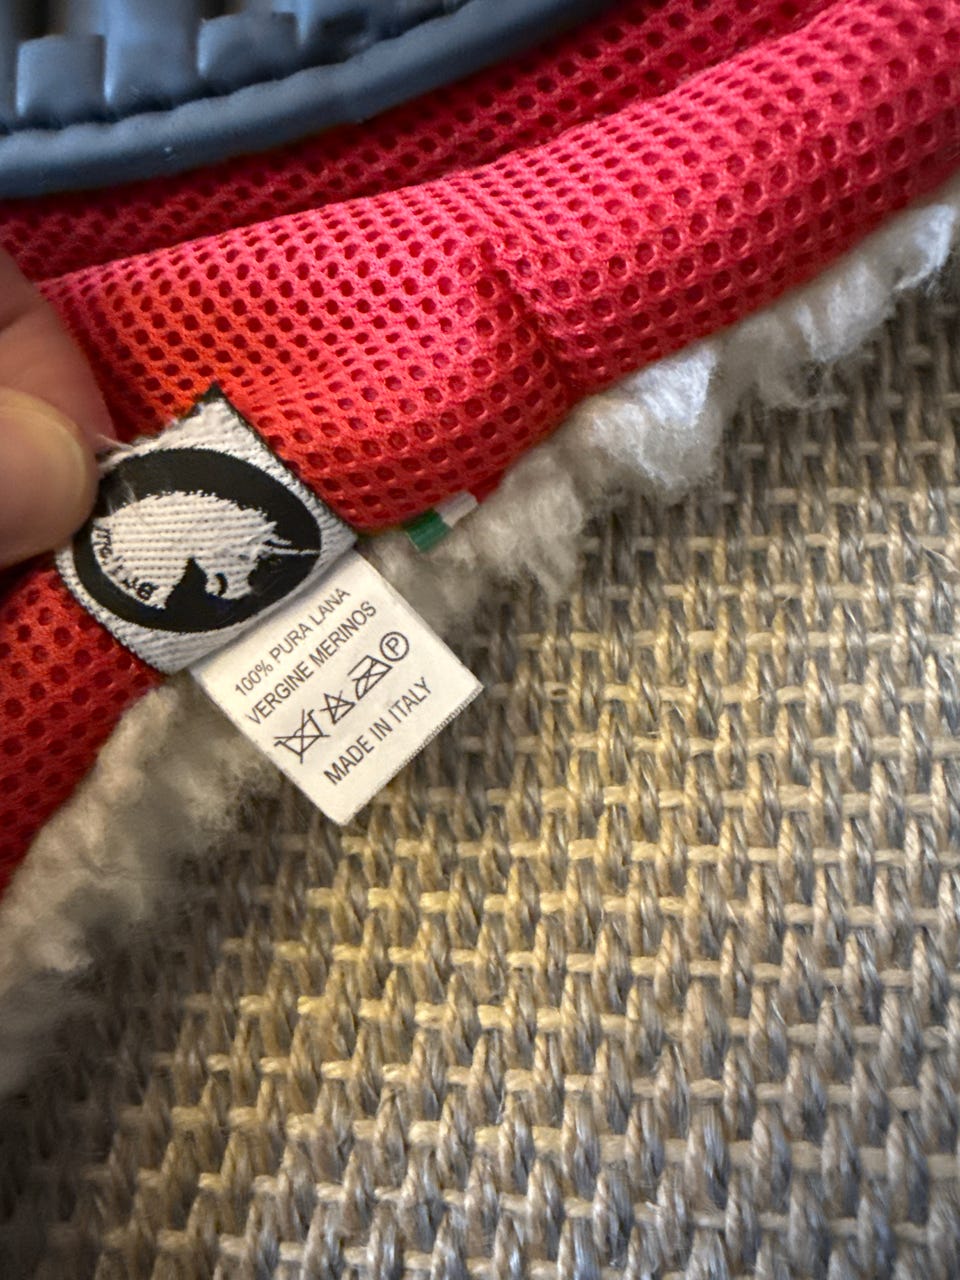 100% PURA LANA
VERGINE MERINOS
P
MADE IN ITALY